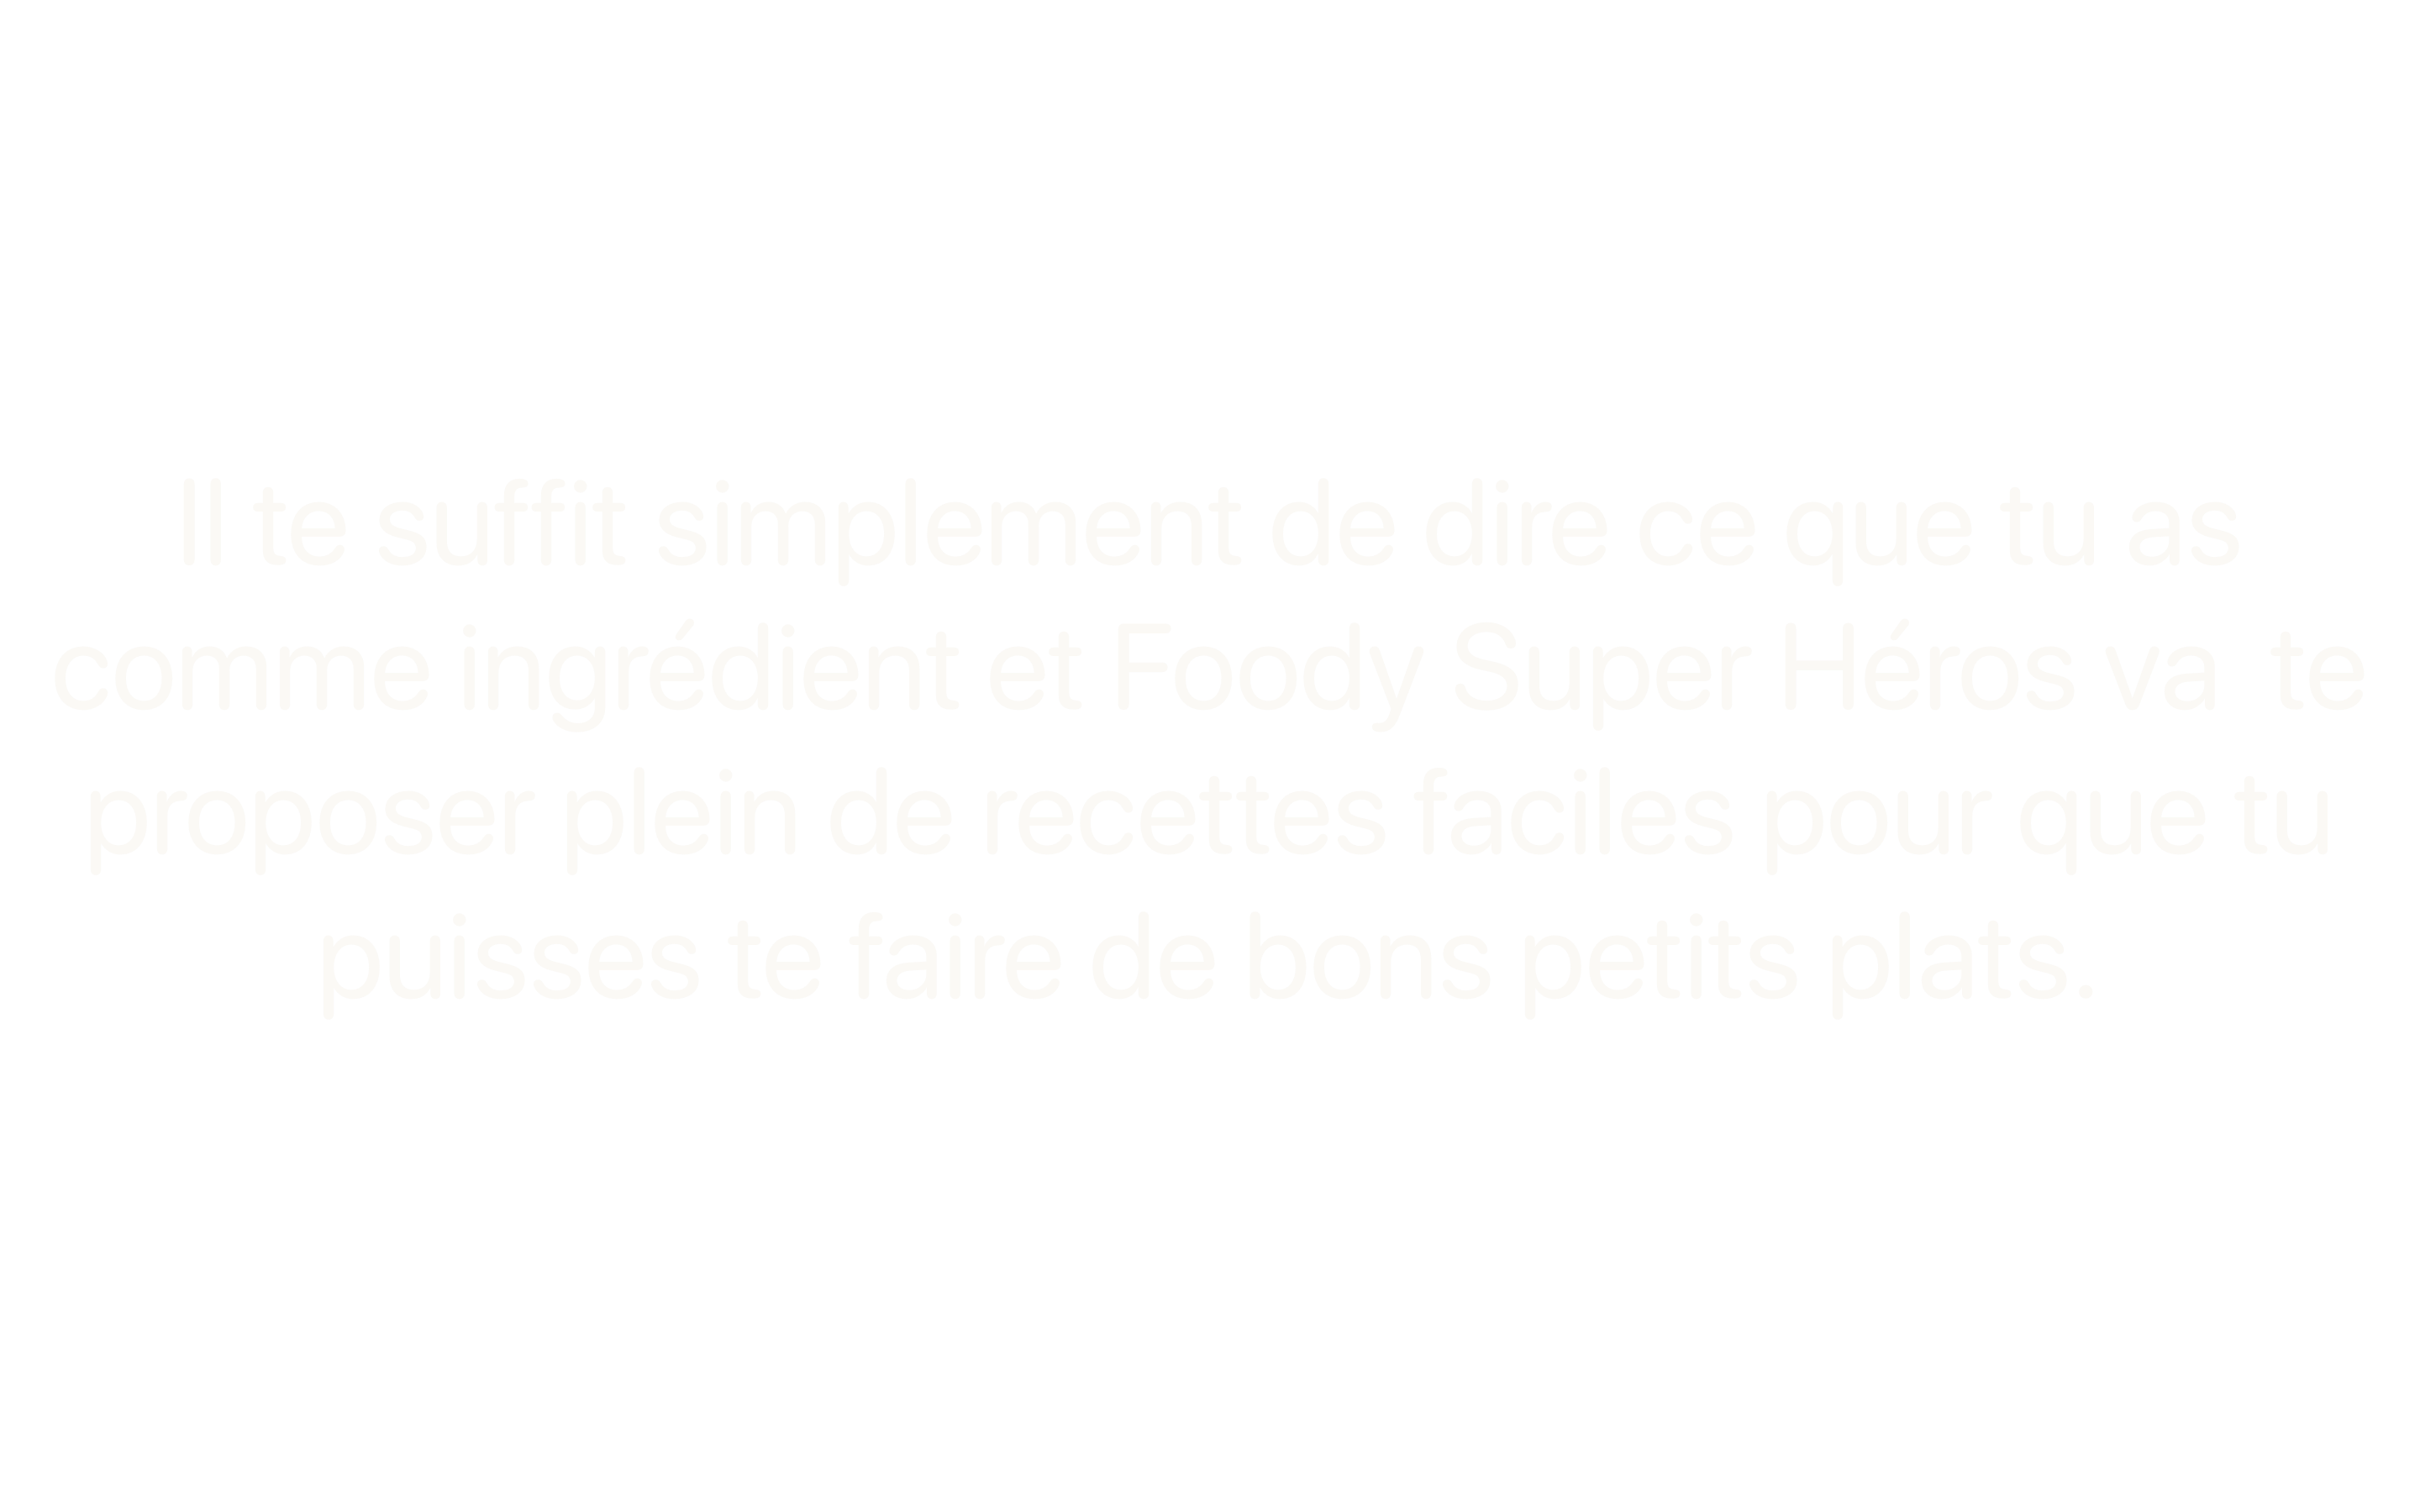 Il te suffit simplement de dire ce que tu as
comme ingrédient et Foody Super Héros va  te
proposer plein de recettes faciles pour que tu
puisses te faire de bons petits plats.